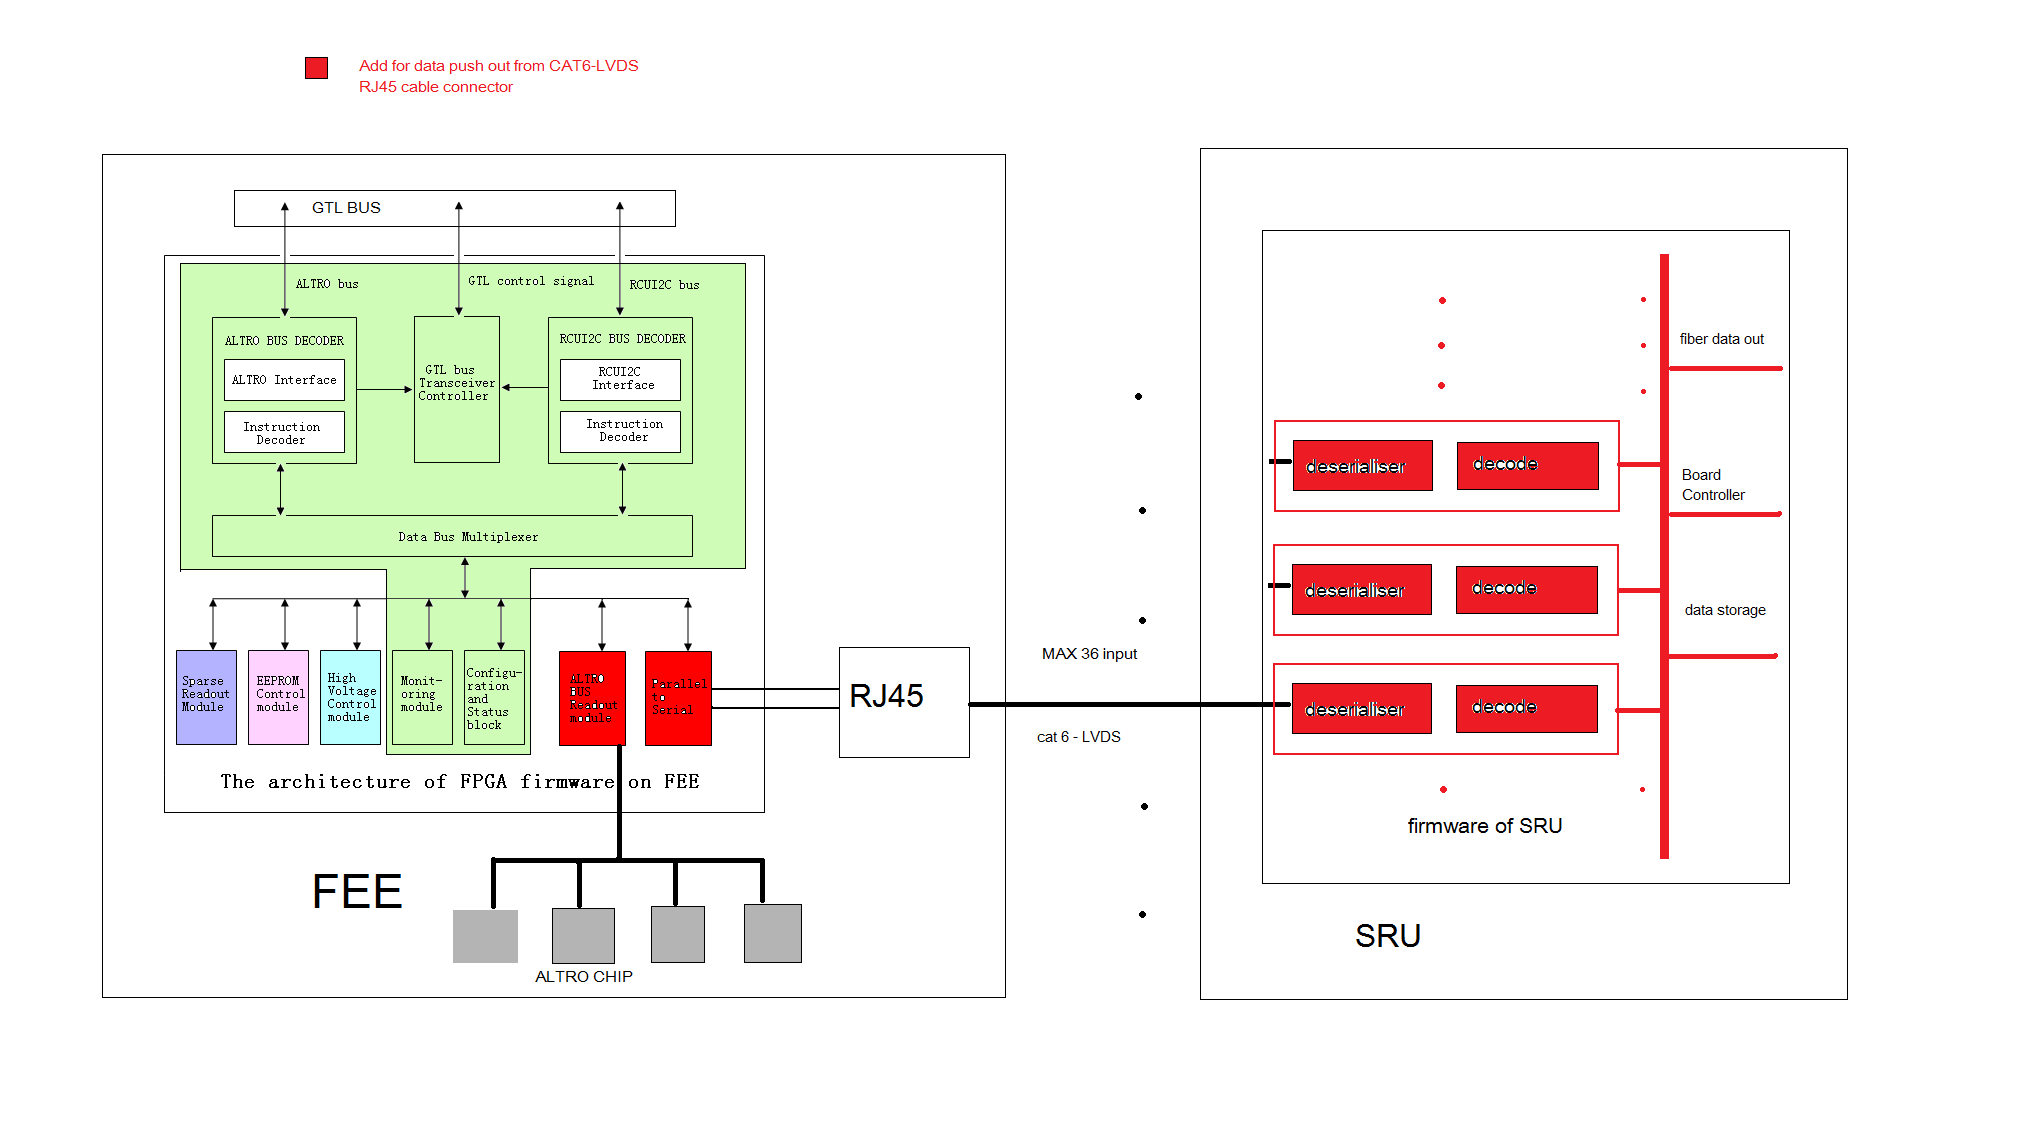 Add for data push out from CAT6-LVDS
RJ45 cable connector
GTL BUS
ALTRO bus
GTL control signal
RCUI2C bus
ALTRO BUS DECODER
ALTRO Interface
Instruction
Decoder
GTL bus
Transceiver
Controller
RCUI2C BUS DECODER
RCUI2C
Interface
Instruction
Decoder
Data Bus Multiplexer
Sparse
Readout
Module
EEPROM
Control
module
High
Voltage
Control
module
Monit-
oring
module
Configu-
ration
and
Status
block
ALTRO
BUS
Readout
module
Parallel
to
Serial
The architecture of FPGA firmware on FEE
FEE
ALTRO CHIP
RJ45
MAX 36 input
cat 6 - LVDS
fiber data out
deserialiser
decode
Board
Controller
deserialiser
decode
data storage
deserialiser
decode
firmware of SRU
SRU